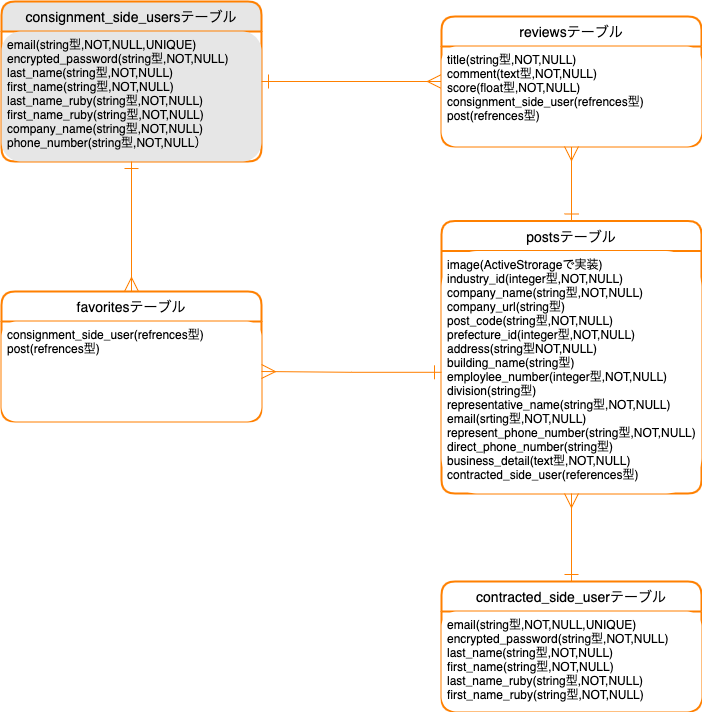 consignment_side_usersテーブル
email(string型,NOT,NULL,UNIQUE)
encrypted_password(string型,NOT,NULL)
last_name(string型,NOT,NULL)
first_name(string型,NOT,NULL)
last_name_ruby(string型,NOT,NULL)
first_name_ruby(string型,NOT,NULL)
company_name(string型,NOT,NULL)
phone_number(string型,NOT,NULL）
reviewsテーブル
title(string型,NOT,NULL)
comment(text型,NOT,NULL)
score(float型,NOT,NULL)
consignment_side_user(refrences型)
post(refrences型)
favoritesテーブル
consignment_side_user(refrences型)
post(refrences型)
postsテーブル
image(ActiveStrorageで実装)
industry_id(integer型,NOT,NULL)
company_name(string型,NOT,NULL)
company_url(string型)
post_code(string型,NOT,NULL)
prefecture_id(integer型,NOT,NULL)
address(string型NOT,NULL)
building_name(string型)
employlee_number(integer型,NOT,NULL)
division(string型)
representative_name(string型,NOT,NULL)
email(srting型,NOT,NULL)
represent_phone_number(string型,NOT,NULL)
direct_phone_number(string型)
business_detail(text型,NOT,NULL)
contracted_side_user(references型)
contracted_side_userテーブル
email(string型,NOT,NULL,UNIQUE)
encrypted_password(string型,NOT,NULL)
last_name(string型,NOT,NULL)
first_name(string型,NOT,NULL)
last_name_ruby(string型,NOT,NULL)
first_name_ruby(string型,NOT,NULL)